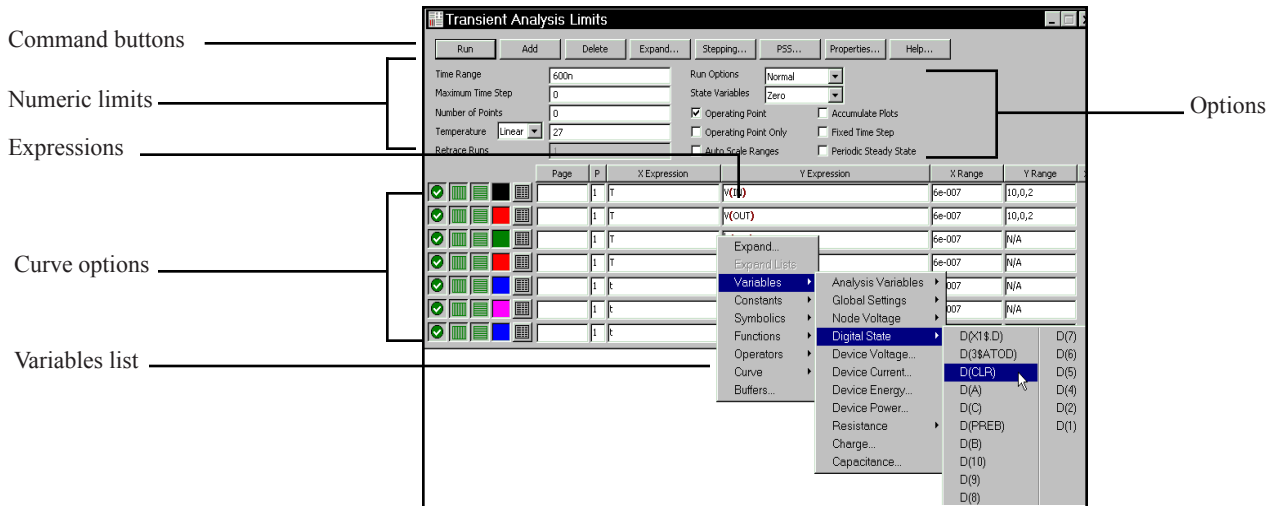 Transient Analysis Limits
Command buttons
Run Add Delete Expand... Stepping... PSS... Properties... Help...
Time Range 600n Run Options Normal
Maximum Time Step 0 State Variables Zero
Numeric limits
Options
Number of Points 0 Operating Point Accumulate Plots
Temperature Linear 27 Operating Point Only Fixed Time Step
Retrace Runs Auto Scale Ranges Periodic Steady State
Expressions
Page P X Expression Y Expression X Range Y Range
1 T V(IN) 6e-007 10,0,2
1 T V(OUT) 6e-007 10,0,2
1 T 6e-007 N/A
1 T 6e-007 N/A
1 t 007 N/A
1 t 007 N/A
1 t
Curve options
Variables list
Expand...
Expand Lists
Variables
Constants
Symbolics
Functions
Operators
Curve
Buffers...
Analysis Variables
Global Settings
Node Voltage
Digital State
Device Voltage...
Device Current...
Device Energy...
Device Power...
Resistance
Charge...
Capacitance...
D(X1$.D) D(7)
D(3$ATOD) D(6)
D(CLR) D(5)
D(A) D(4)
D(C) D(2)
D(PREB) D(1)
D(B)
D(10)
D(9)
D(8)